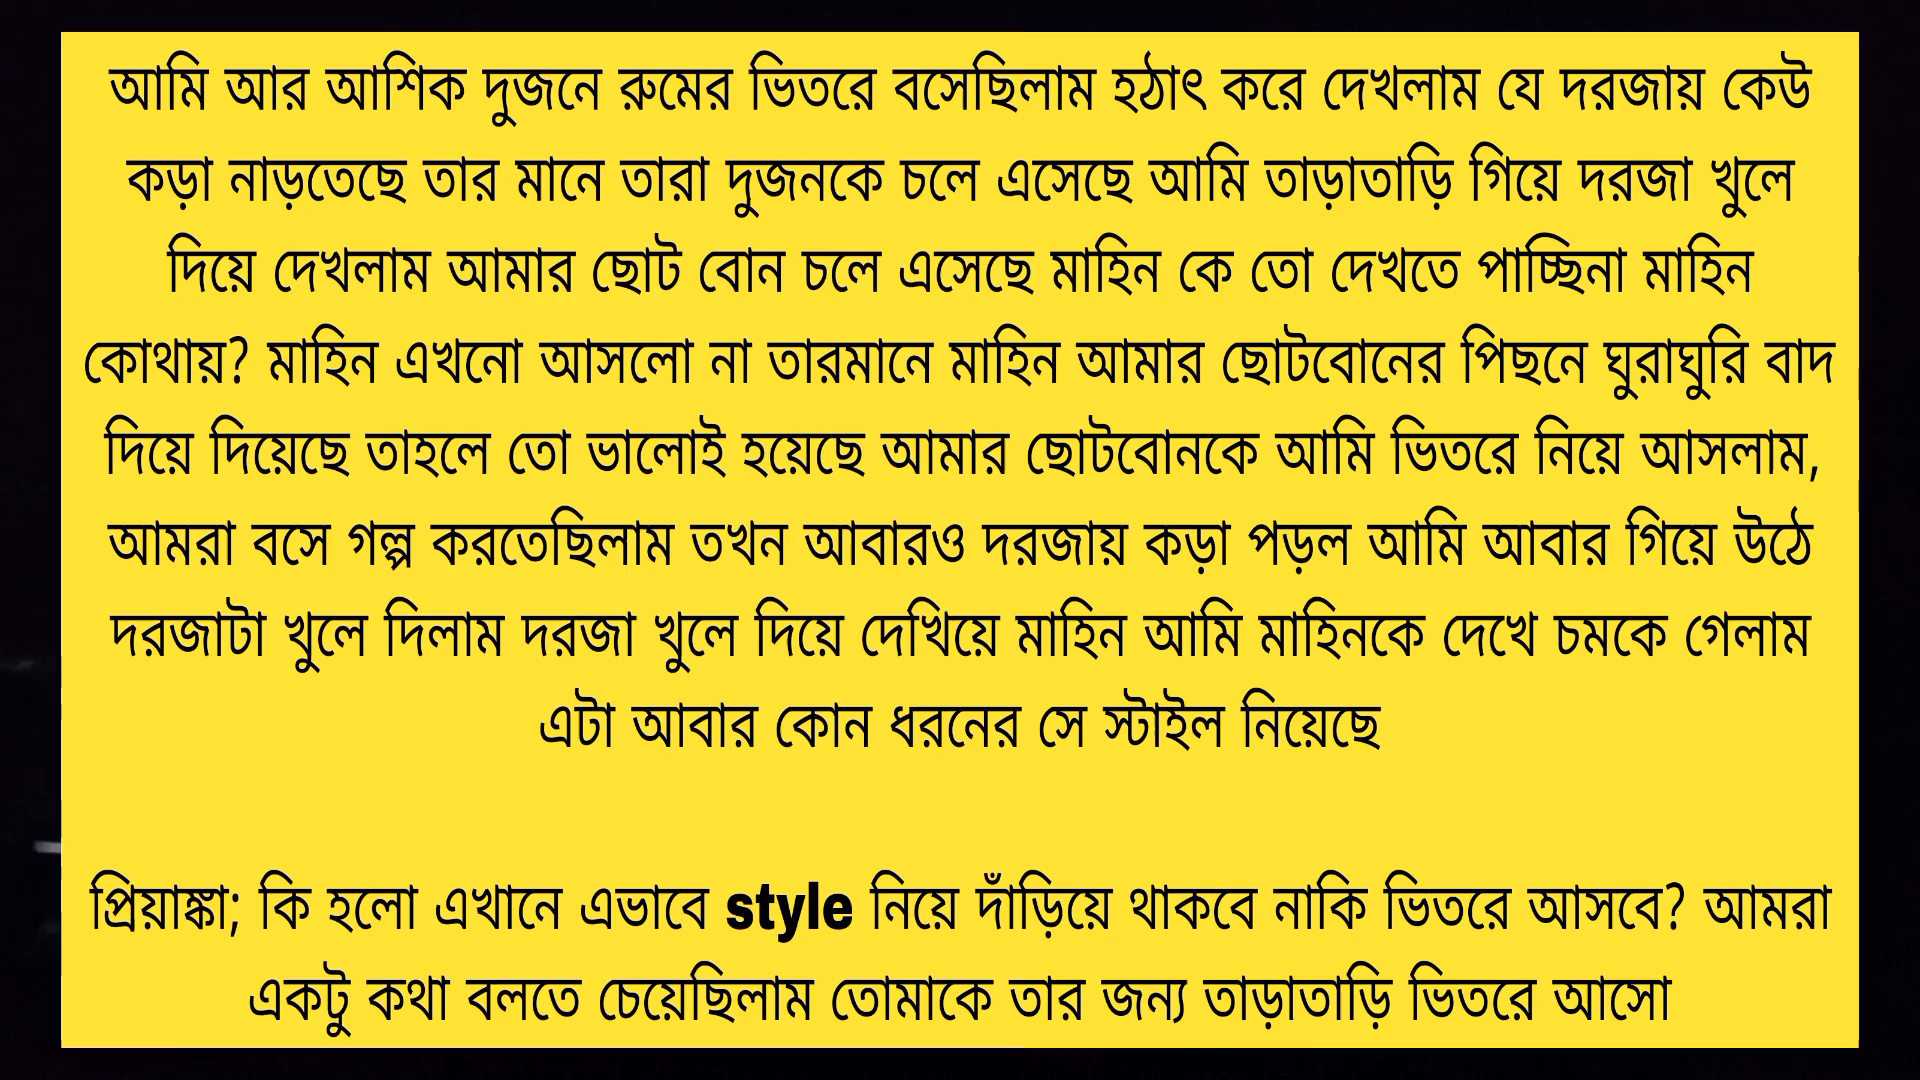 আমি আর আশিক দুজনে রুমের ভিতরে বসেছিলাম হঠাৎ করে দেখলাম যে দরজায় কেউ
কড়া নাড়তেছে তার মানে তারা দুজনকে চলে এসেছে আমি তাড়াতাড়ি গিয়ে দরজা খুলে
দিয়ে দেখলাম আমার ছোট বোন চলে এসেছে মাহিন কে তো দেখতে পাচ্ছিনা মাহিন
কোথায়? মাহিন এখনো আসলো না তারমানে মাহিন আমার ছোটবোনের পিছনে ঘুরাঘুরি বাদ
দিয়ে দিয়েছে তাহলে তো ভালোই হয়েছে আমার ছোটবোনকে আমি ভিতরে নিয়ে আসলাম,
আমরা বসে গল্প করতেছিলাম তখন আবারও দরজায় কড়া পড়ল আমি আবার গিয়ে উঠে
দরজাটা খুলে দিলাম দরজা খুলে দিয়ে দেখিয়ে মাহিন আমি মাহিনকে দেখে চমকে গেলাম
এটা আবার কোন ধরনের সে স্টাইল নিয়েছে
প্রিয়াঙ্কা; কি হলো এখানে এভাবে style নিয়ে দাঁড়িয়ে থাকবে নাকি ভিতরে আসবে? আমরা
একটু কথা বলতে চেয়েছিলাম তোমাকে তার জন্য তাড়াতাড়ি ভিতরে আসো